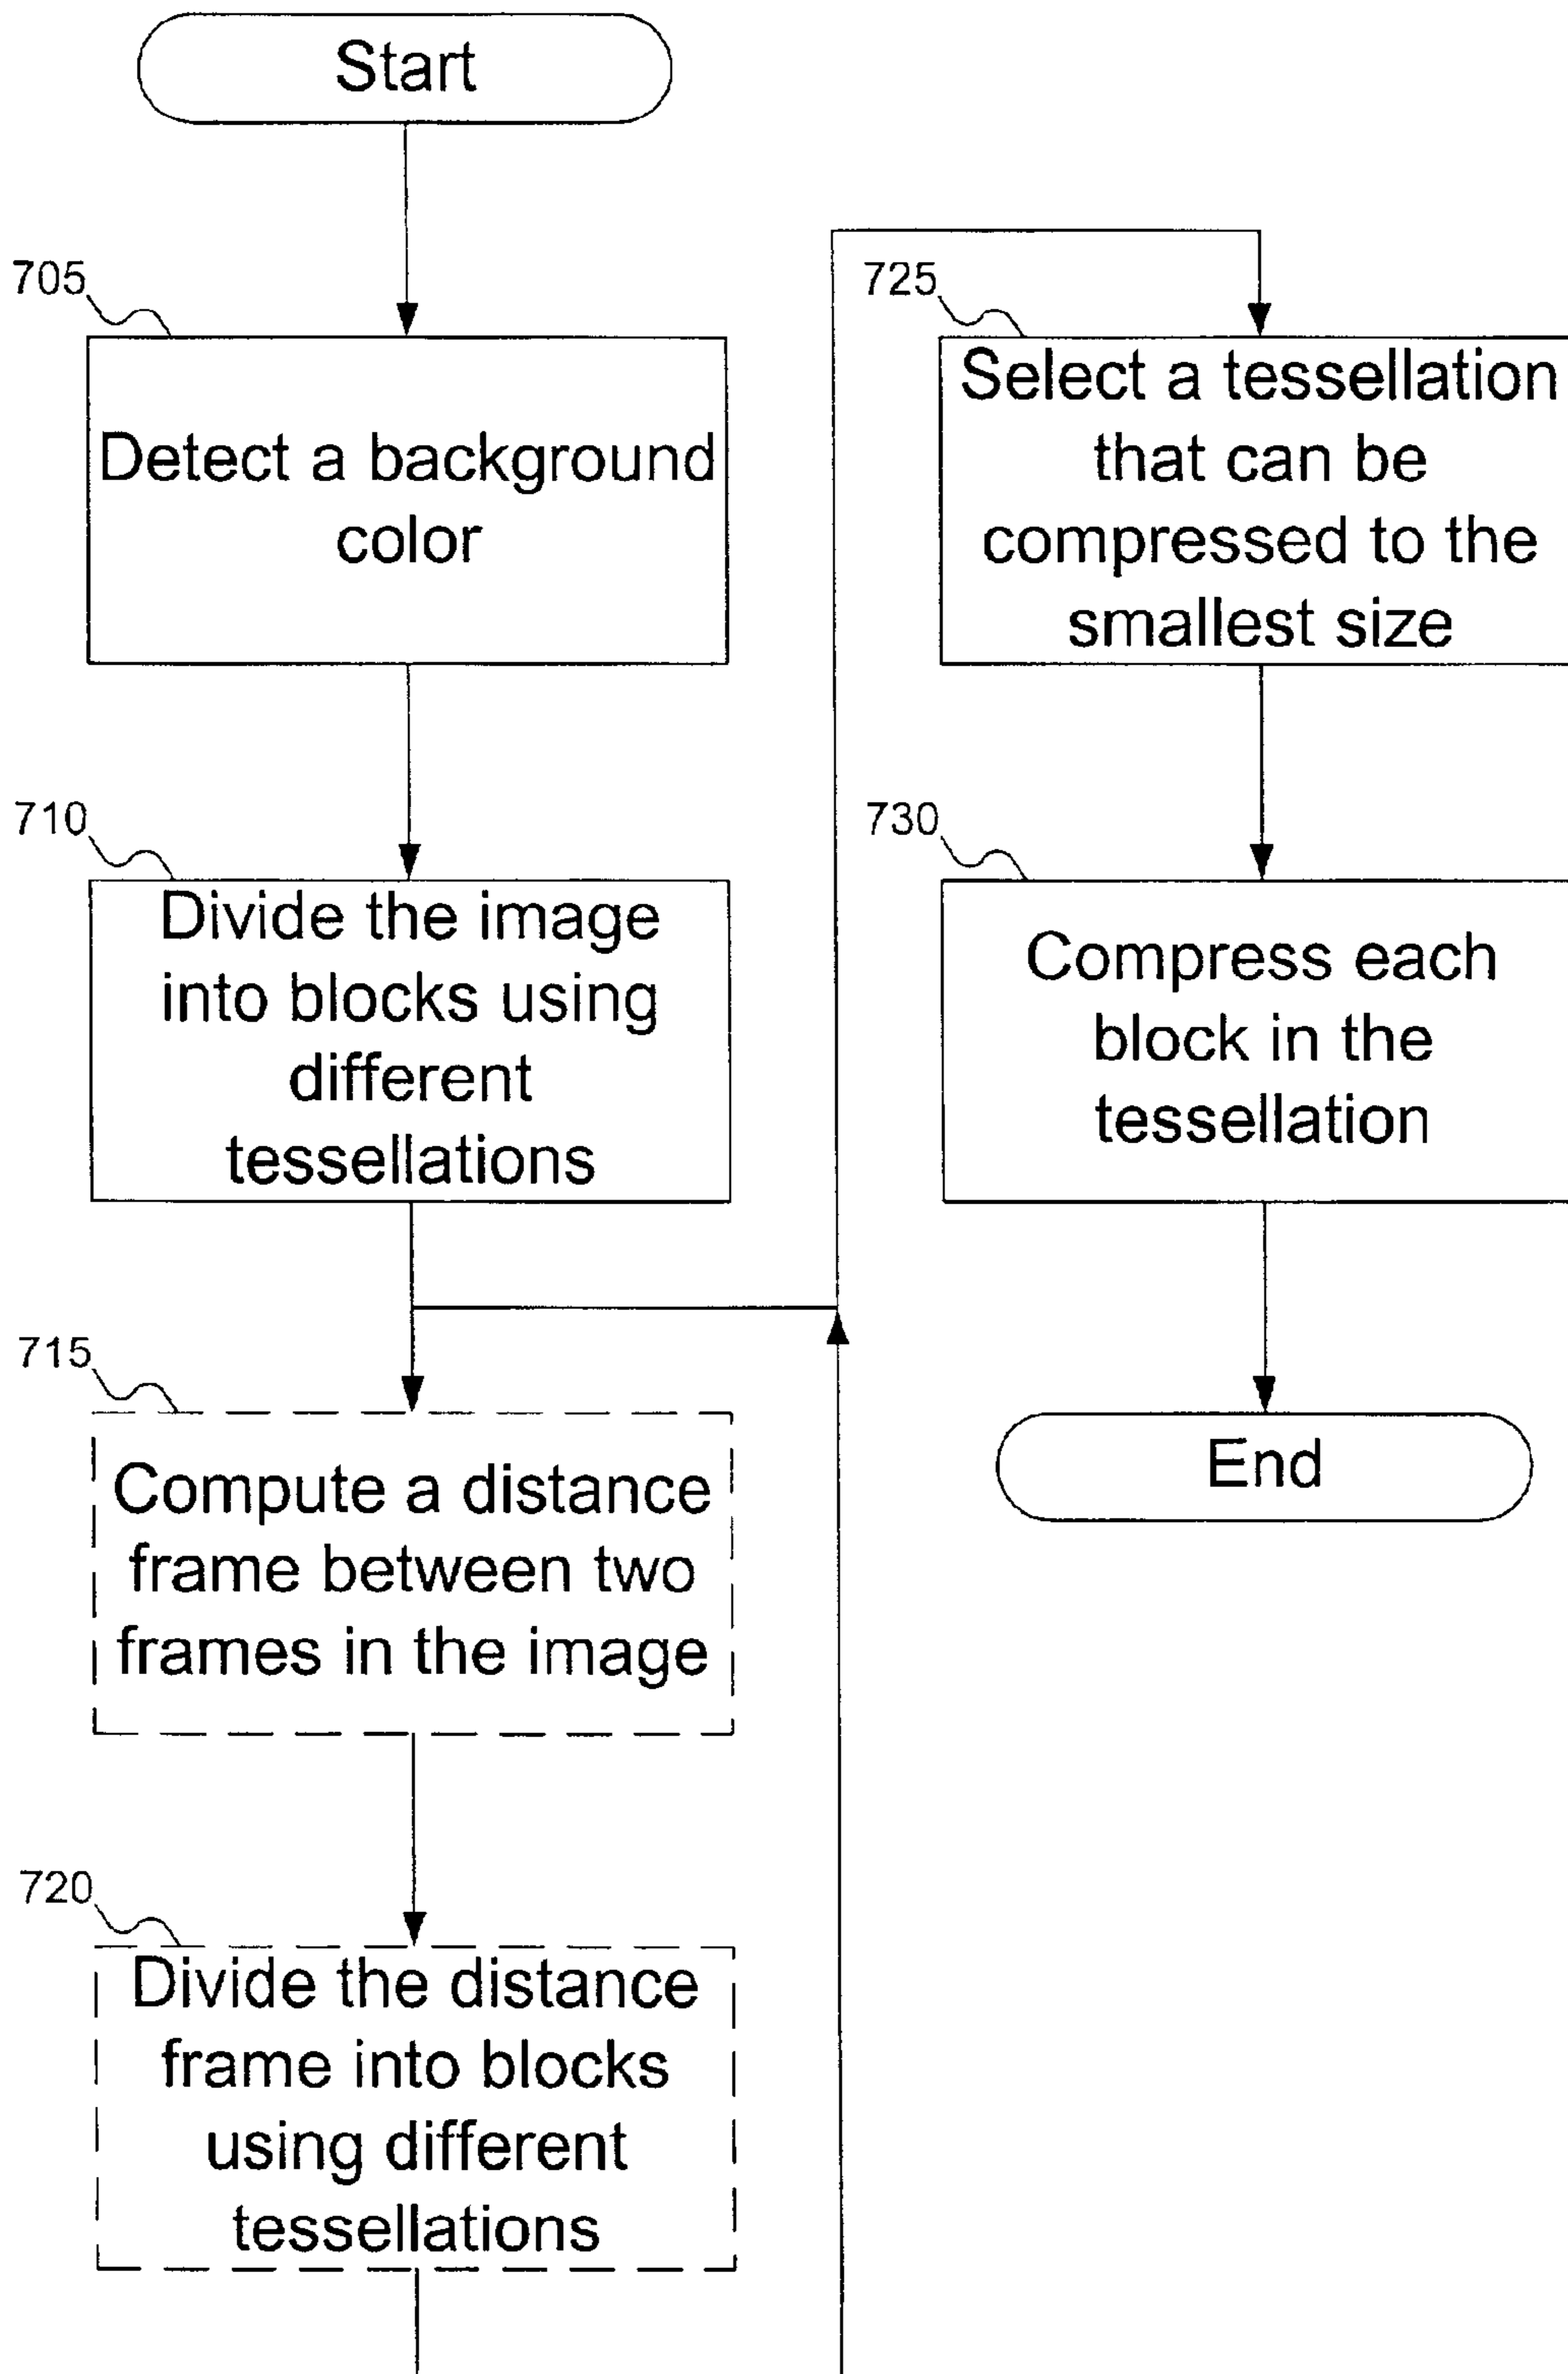 Start
705
Detect a background
color
710
Divide the image
into blocks using
different
tessellations
715
Compute a distance
frame between two
frames in the image
720
Divide the distance
frame into blocks
using different
tessellations
725
Select a tessellation
that can be
compressed to the
smallest size
730
Compress each
block in the
tessellation
End